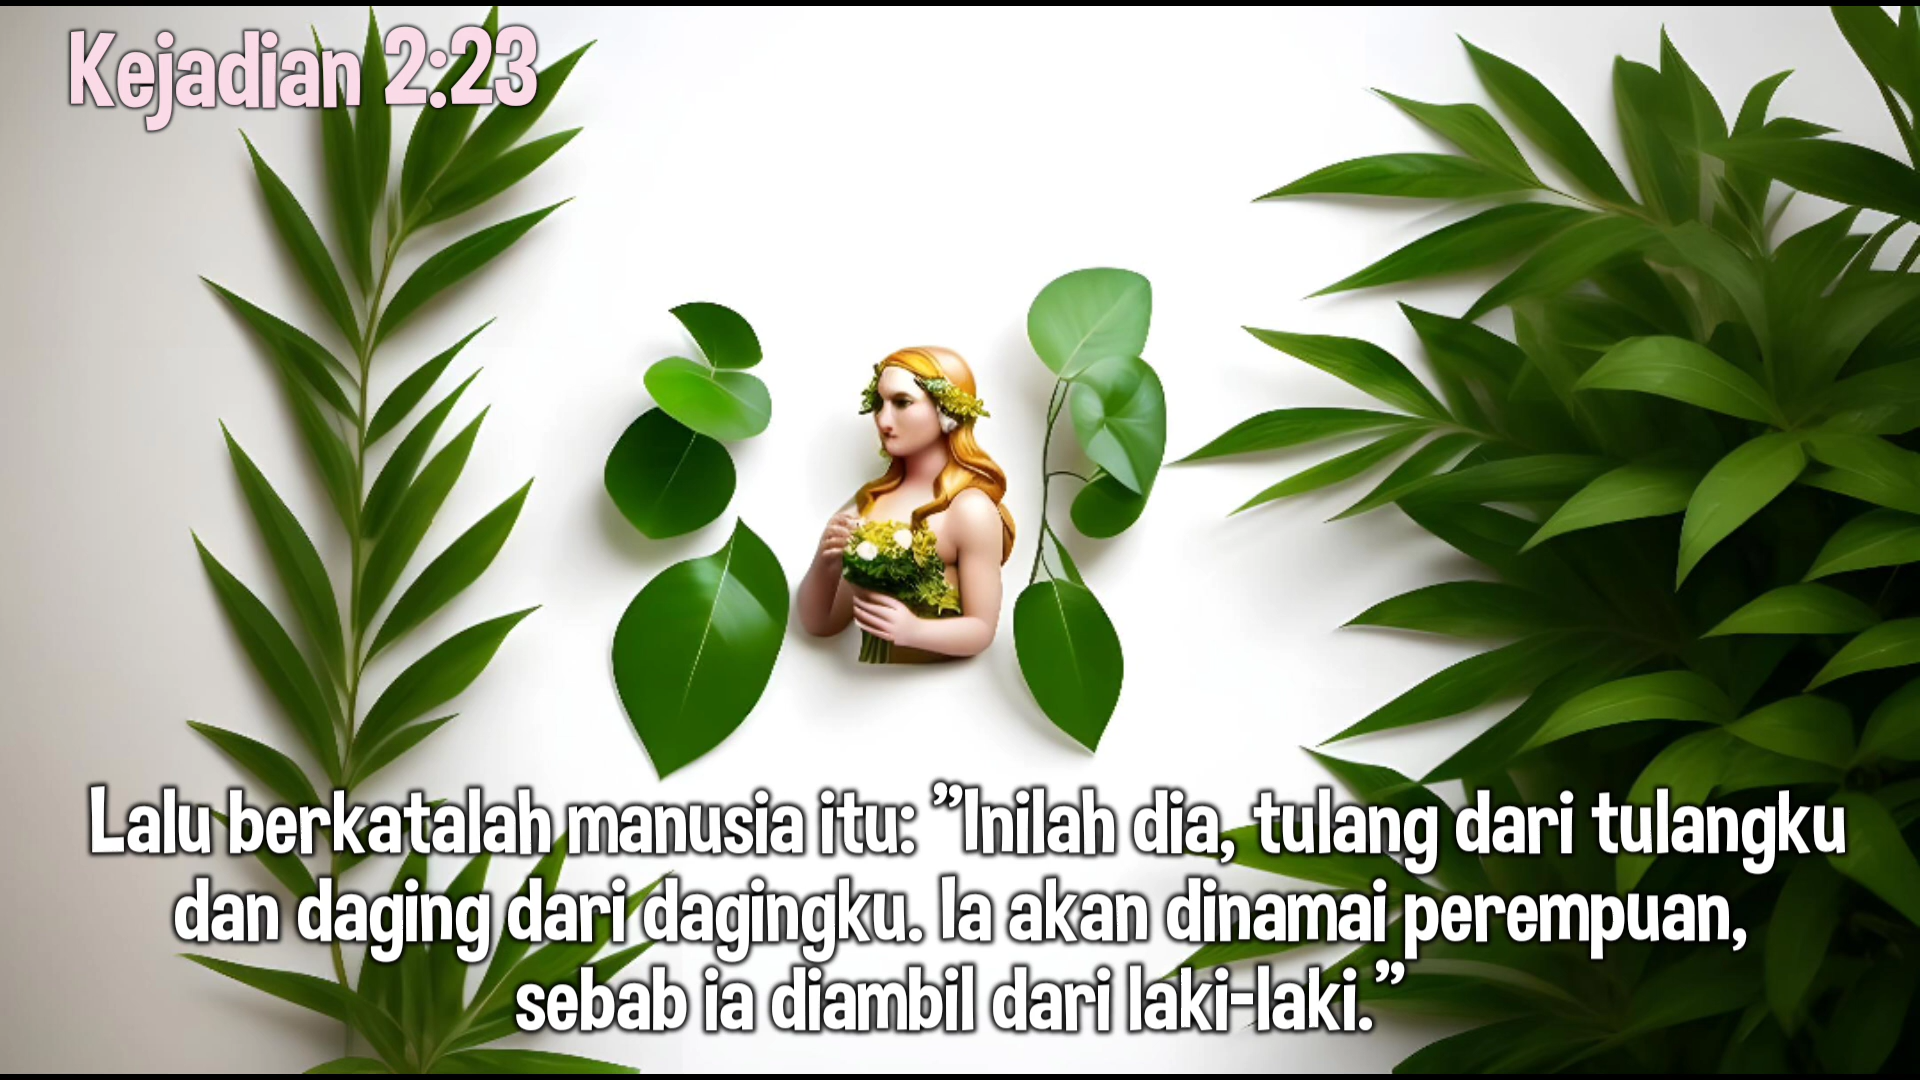 Kejadian 2:23
Lalu berkatalah manusia itu: ”Inilah dia, tulang dari tulangku
dan daging dari dagingku. Ia akan dinamai perempuan,
sebab ia diambil dari laki-laki.”